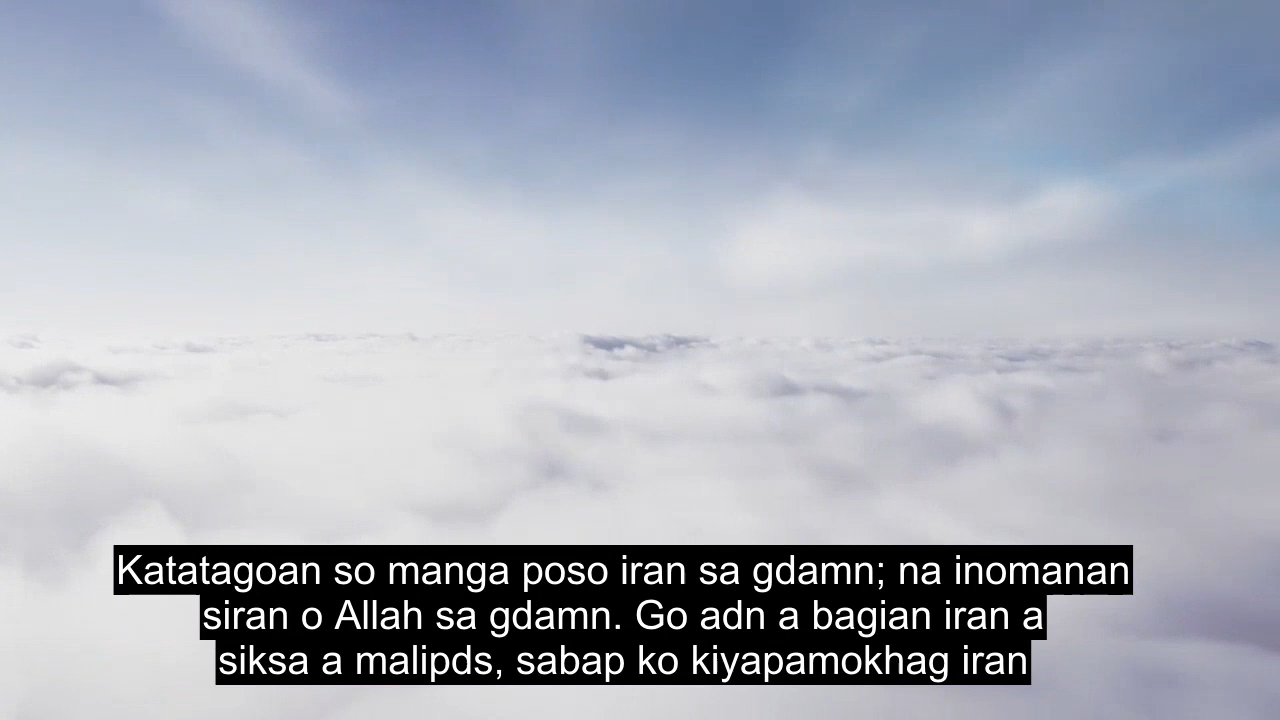 Katatagoan so manga poso iran sa gdamn; na inomanan
siran o Allah sa gdamn. Go adn a bagian iran a
siksa a malipds, sabap ko kiyapamokhag iran